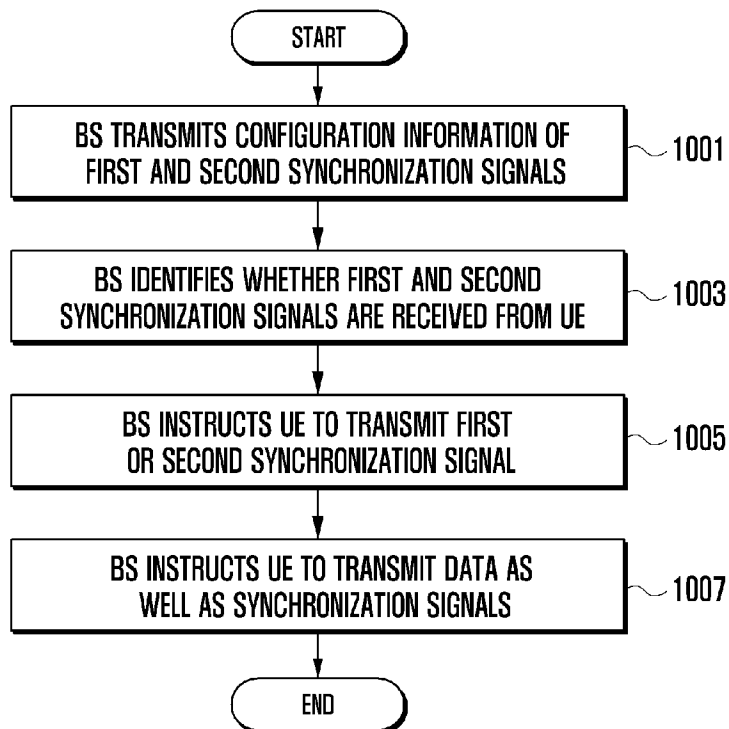 START
BS TRANSMITS CONFIGURATION INFORMATION OF
FIRST AND SECOND SYNCHRONIZATION SIGNALS
1001
BS IDENTIFIES WHETHER FIRST AND SECOND
SYNCHRONIZATION SIGNALS ARE RECEIVED FROM UE
1003
BS INSTRUCTS UE TO TRANSMIT FIRST
OR SECOND SYNCHRONIZATION SIGNAL
1005
BS INSTRUCTS UE TO TRANSMIT DATA AS
WELL AS SYNCHRONIZATION SIGNALS
1007
END